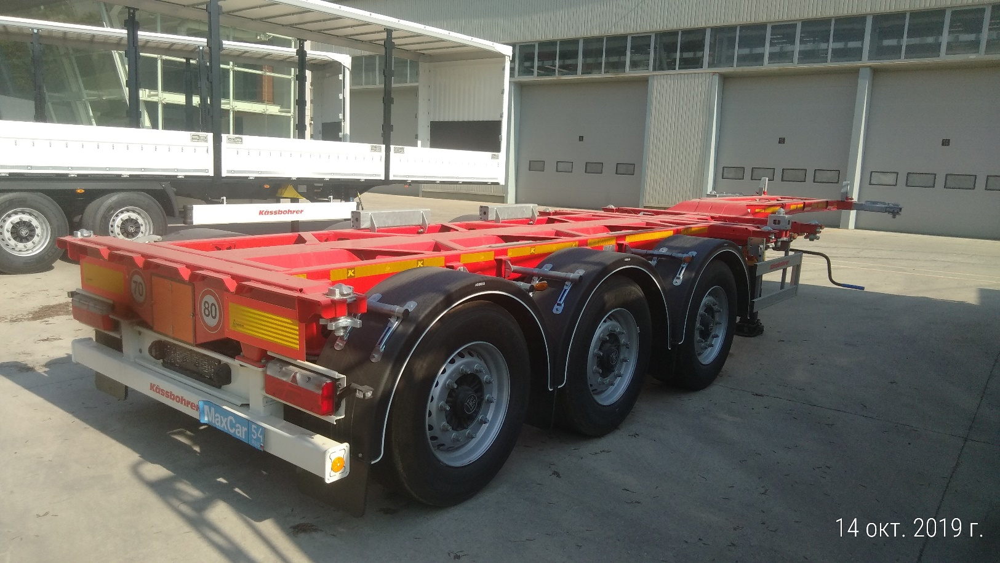 Kässbohrer
K
K
K
Kässbohrer
70
80
Kässbohrer
MaxCar 54
14 окт. 2019 г.